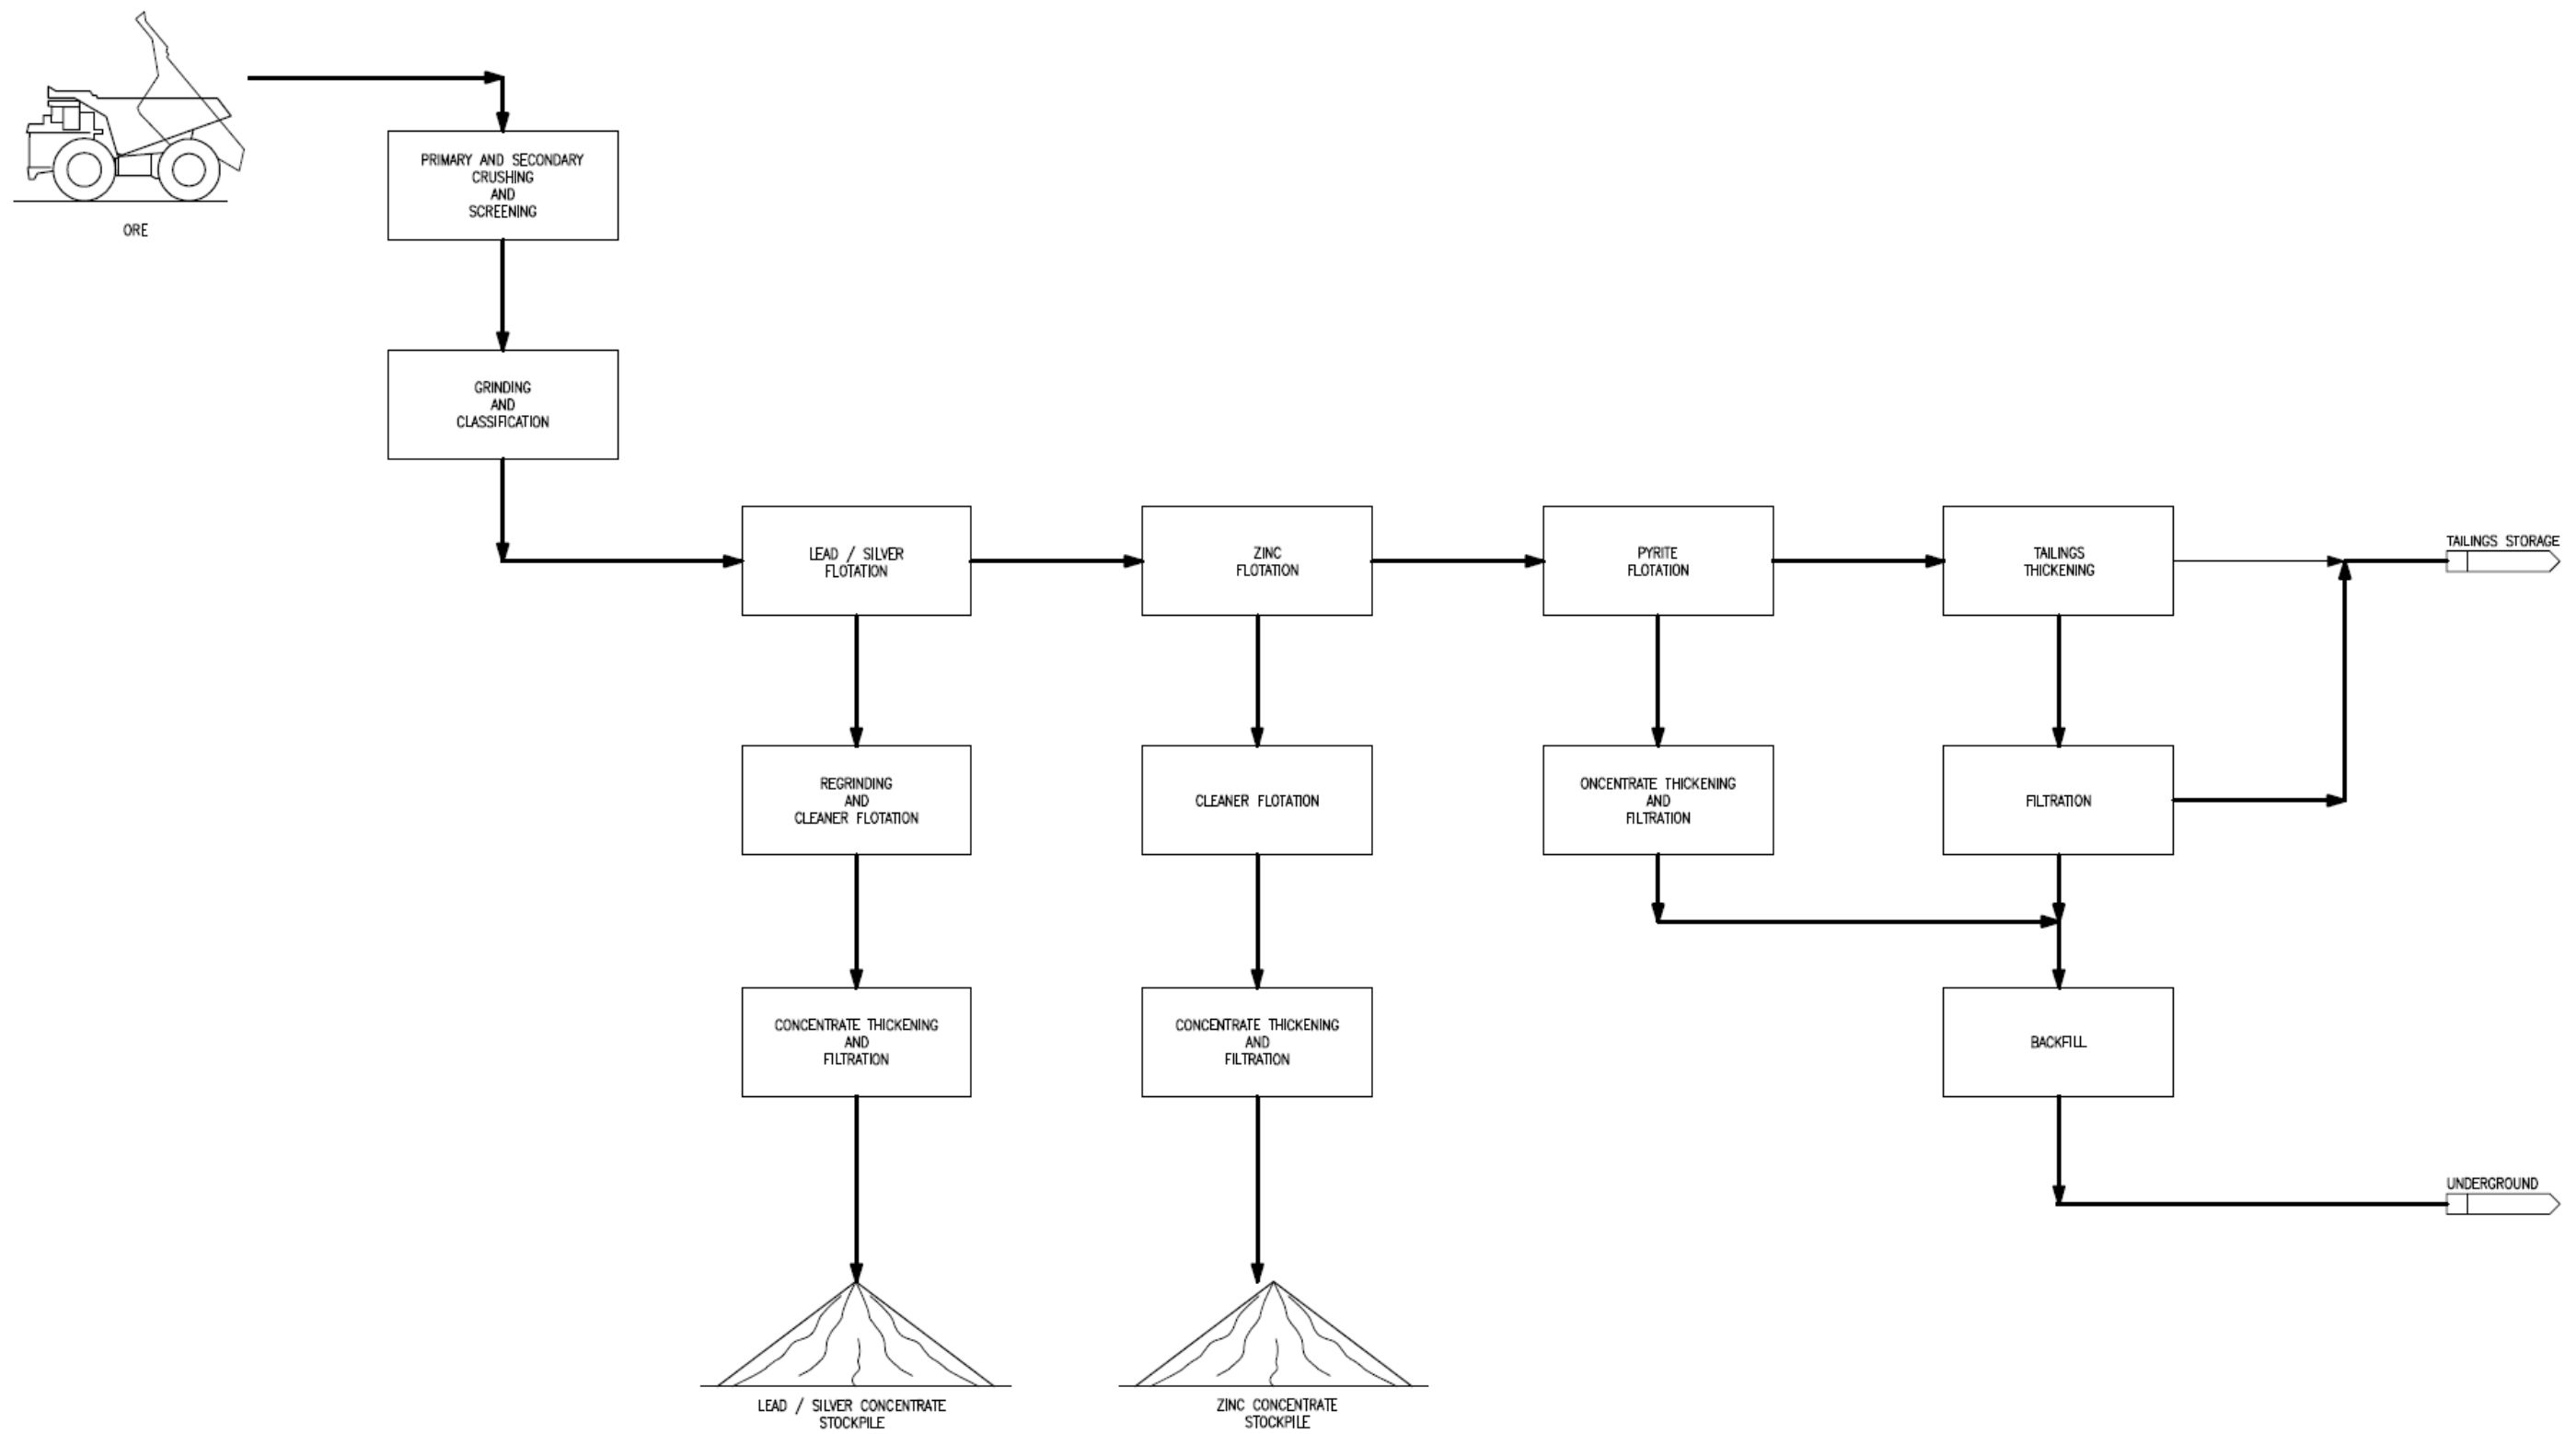 ORE
PRIMARY AND SECONDARY
CRUSHING
AND
SCREENING
GRINDING
AND
CLASSIFICATION
LEAD / SILVER
FLOTATION
ZINC
FLOTATION
PYRITE
FLOTATION
TAILINGS
THICKENING
TAILINGS STORAGE
REGRINDING
AND
CLEANER FLOTATION
CLEANER FLOTATION
ONCENTRATE THICKENING
AND
FILTRATION
FILTRATION
CONCENTRATE THICKENING
AND
FILTRATION
CONCENTRATE THICKENING
AND
FILTRATION
BACKFILL
UNDERGROUND
LEAD / SILVER CONCENTRATE
STOCKPILE
ZINC CONCENTRATE
STOCKPILE